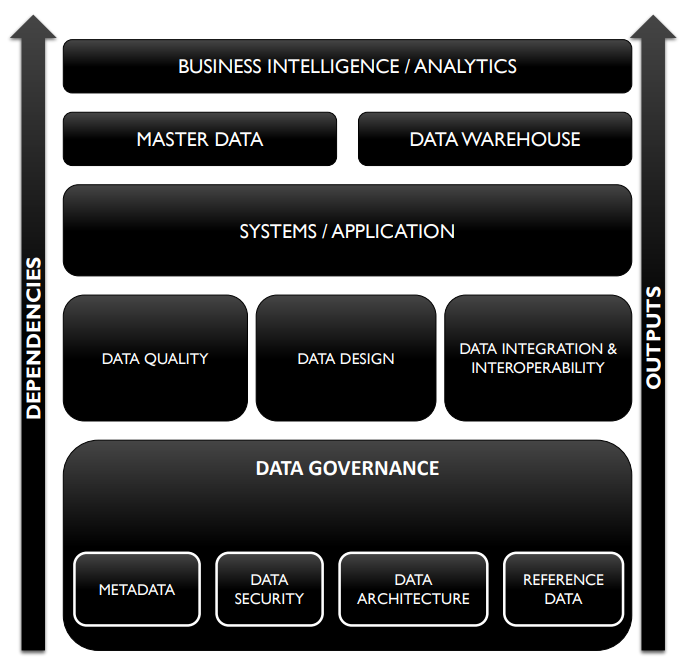 BUSINESS INTELLIGENCE / ANALYTICS
MASTER DATA
DATA WAREHOUSE
SYSTEMS / APPLICATION
DATA QUALITY
DATA DESIGN
DATA INTEGRATION &
INTEROPERABILITY
DATA GOVERNANCE
METADATA
DATA
SECURITY
DATA
ARCHITECTURE
REFERENCE
DATA
DEPENDENCIES
OUTPUTS